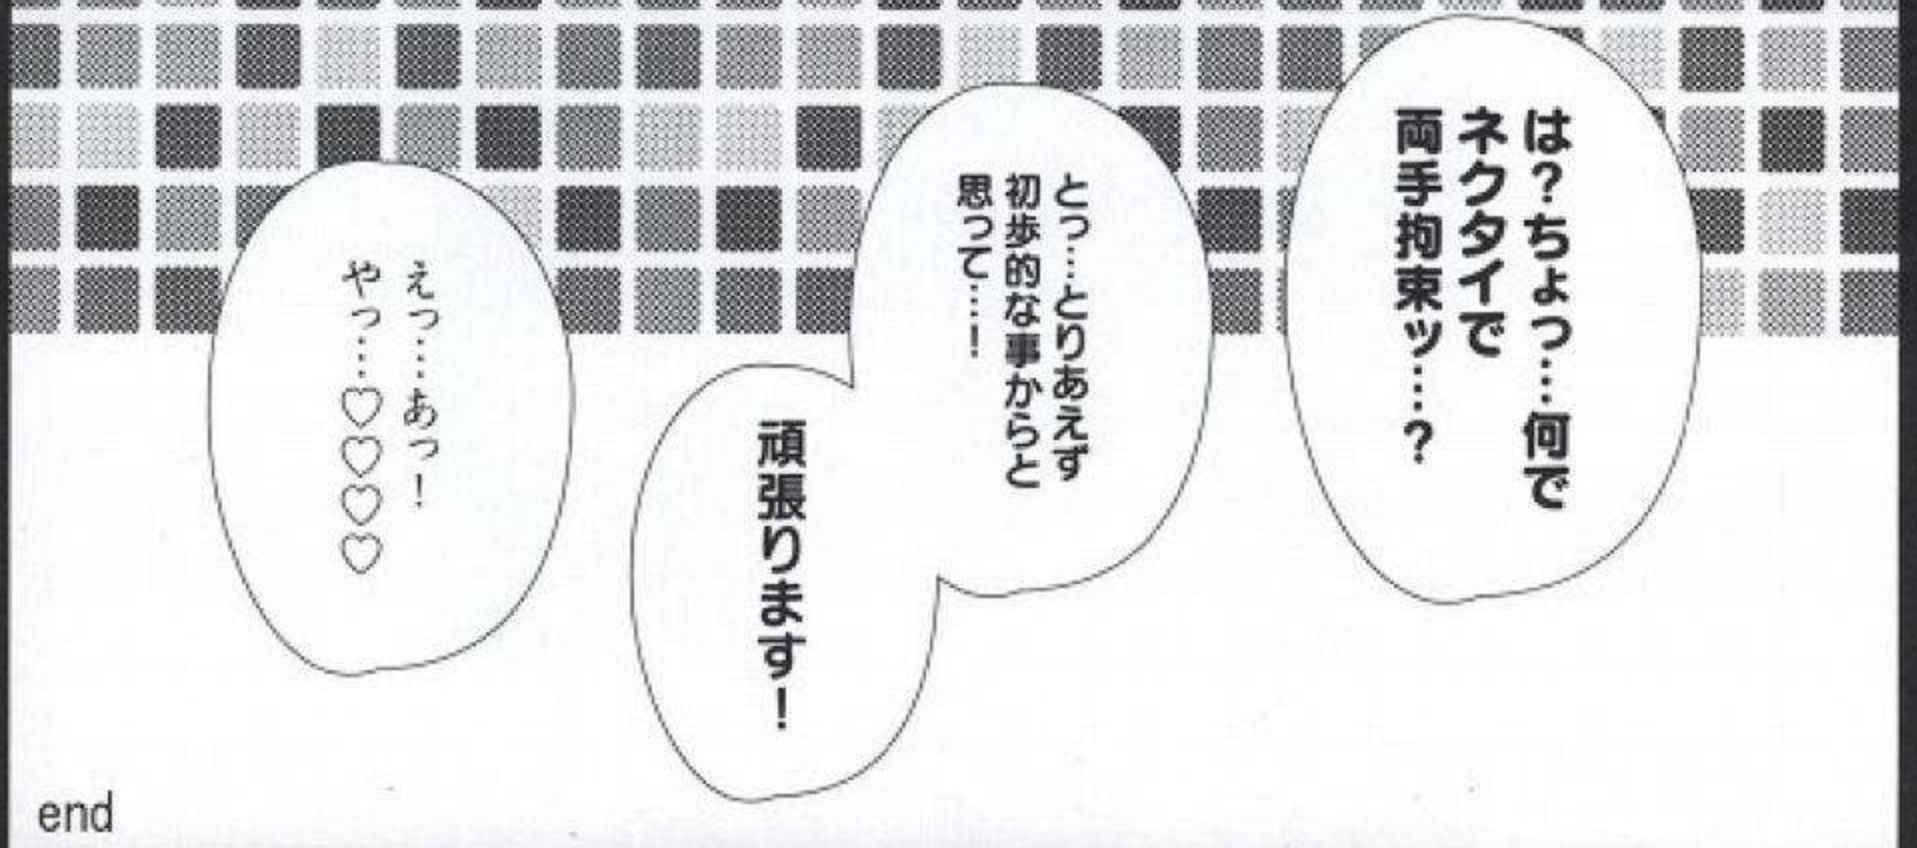 は？ちょっ…何で
ネクタイで
両手拘束ッ…？
とっ…とりあえず
初歩的な事からと
思って……！
頑張ります！
えっ…あっ！
やっ…♡♡♡♡
end